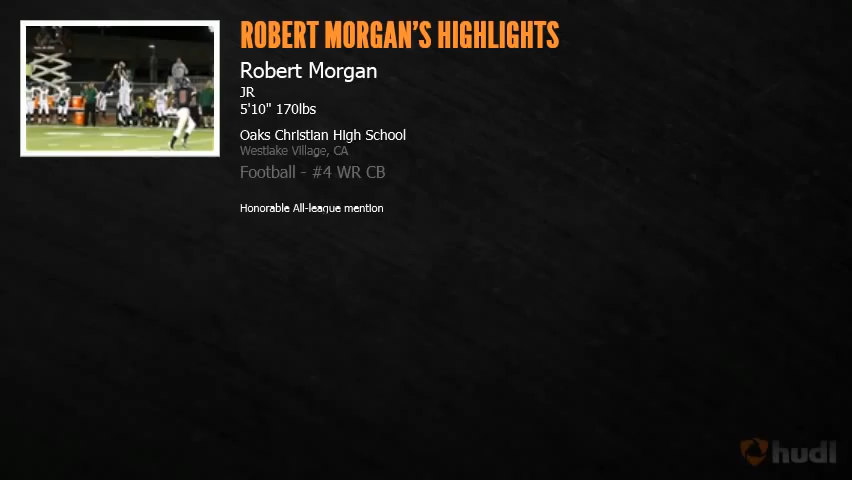 ROBERT MORGAN'S HIGHLIGHTS
Robert Morgan
JR
5'10" 170lbs
Oaks Christian High School
Westlake Village, CA
Football - #4 WR CB
Honorable All-league mention
hudl